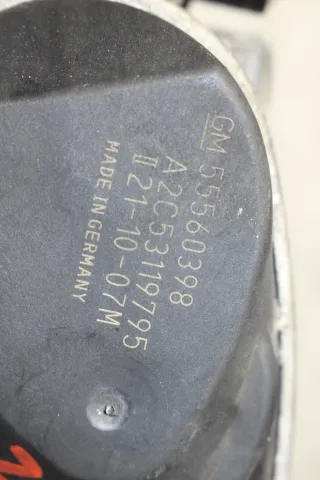 GM 55560398
A2C53119795
II 21-10-07M
MADE IN GERMANY